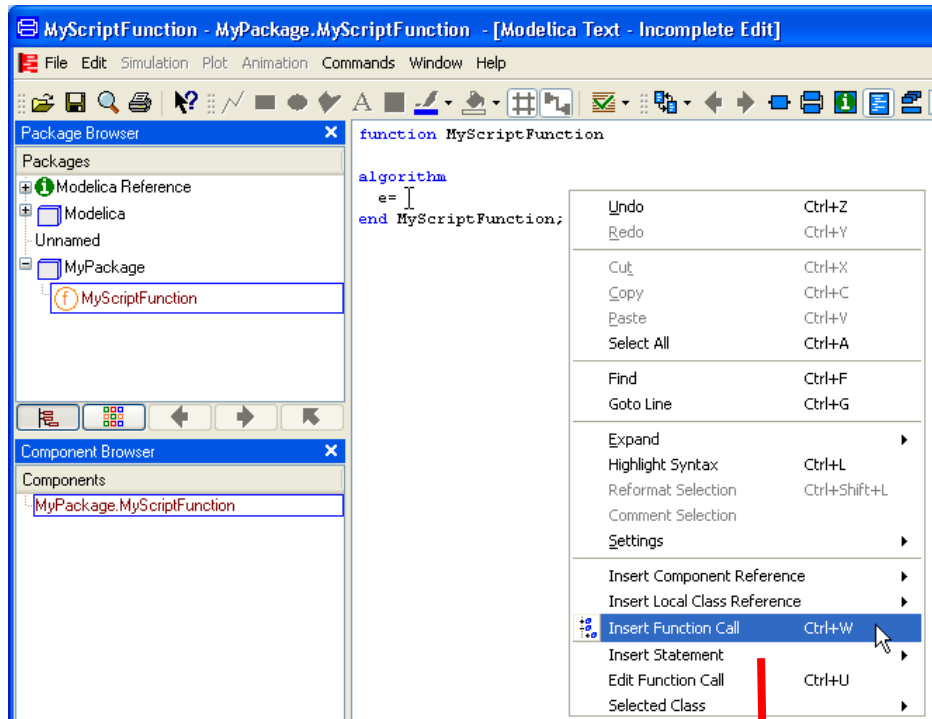 MyScriptFunction - MyPackage.MyScriptFunction - [Modelica Text - Incomplete Edit]
File Edit Simulation Plot Animation Commands Window Help
Package Browser
Packages
Modelica Reference
Modelica
Unnamed
MyPackage
MyScriptFunction
Component Browser
Components
MyPackage.MyScriptFunction
function MyScriptFunction
algorithm
e=
end MyScriptFunction;
Undo Ctrl+Z
Redo Ctrl+Y
Cut Ctrl+X
Copy Ctrl+C
Paste Ctrl+V
Select All Ctrl+A
Find Ctrl+F
Goto Line Ctrl+G
Expand
Highlight Syntax Ctrl+L
Reformat Selection Ctrl+Shift+L
Comment Selection
Settings
Insert Component Reference
Insert Local Class Reference
Insert Function Call Ctrl+W
Insert Statement
Edit Function Call Ctrl+U
Selected Class